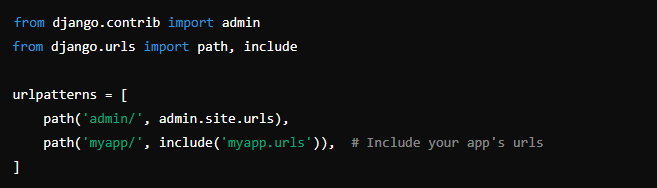 from django.contrib import admin
from django.urls import path, include

urlpatterns = [
    path('admin/', admin.site.urls),
    path('myapp/', include('myapp.urls')),  # Include your app's urls
]